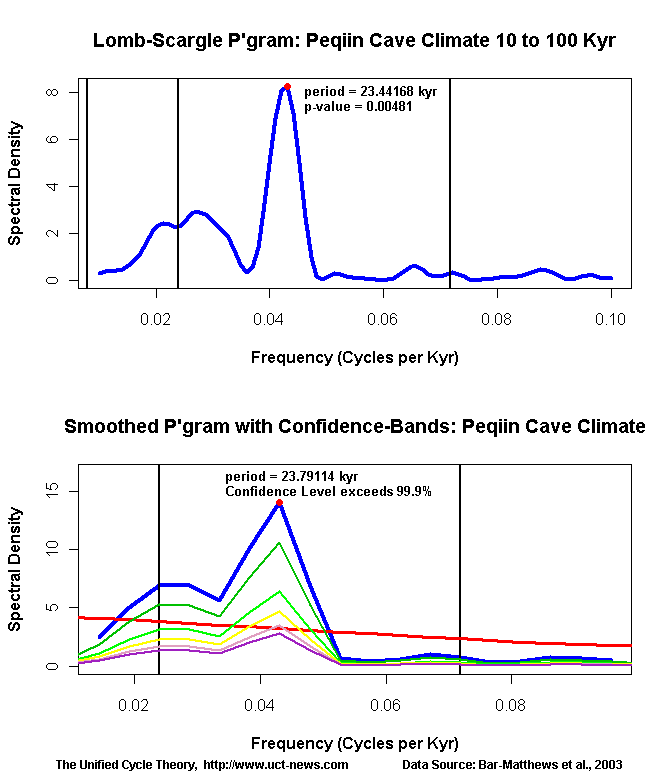 Lomb-Scargle P'gram: Peqiin Cave Climate 10 to 100 Kyr
period = 23.44168 kyr
p-value = 0.00481
Spectral Density
8
6
4
2
0
0.02 0.04 0.06 0.08 0.10
Frequency (Cycles per Kyr)
Smoothed P'gram with Confidence-Bands: Peqiin Cave Climate
period = 23.79114 kyr
Confidence Level exceeds 99.9%
Spectral Density
15
10
5
0
0.02 0.04 0.06 0.08
Frequency (Cycles per Kyr)
The Unified Cycle Theory, http://www.uct-news.com Data Source: Bar-Matthews et al., 2003